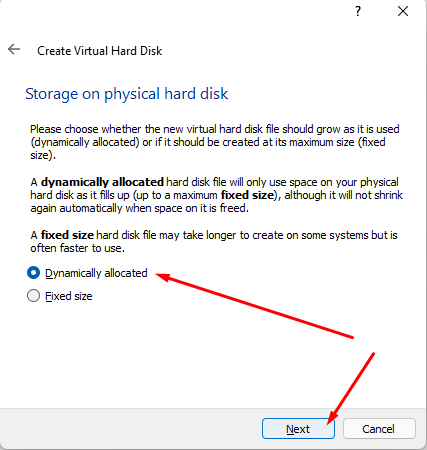 ?
Create Virtual Hard Disk
Storage on physical hard disk
Please choose whether the new virtual hard disk file should grow as it is used
(dynamically allocated) or if it should be created at its maximum size (fixed
size).
A dynamically allocated hard disk file will only use space on your physical
hard disk as it fills up (up to a maximum fixed size), although it will not shrink
again automatically when space on it is freed.
A fixed size hard disk file may take longer to create on some systems but is
often faster to use.
Dynamically allocated
Fixed size
Next
Cancel